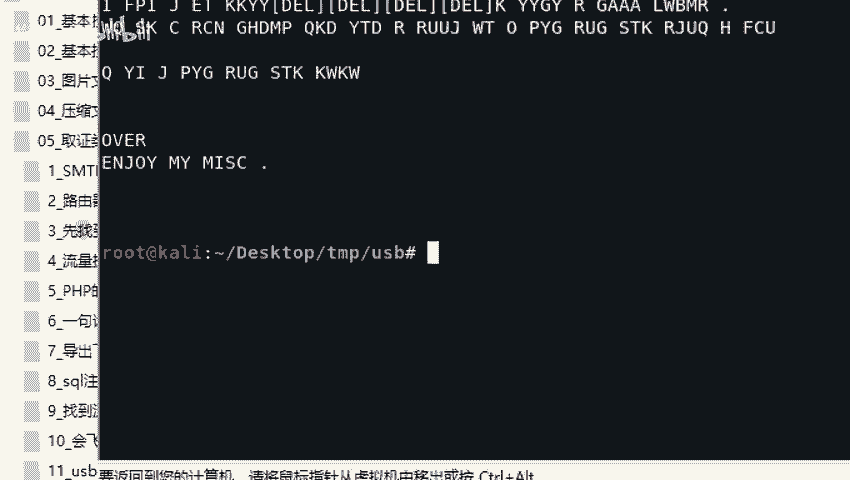 I FPI J ET KKYY[DEL][DEL][DEL][DEL]K YYGY R GAAA LWBMR .
SK C RCN GHDMP QKD YTD R RUUJ WT O PYG RUG STK RJUQ H FCU
Q YI J PYG RUG STK KWKW
OVER
ENJOY MY MISC .
root@kali:~/Desktop/tmp/usb#
01_基本
02_基本
03_图片
04_压缩
05_取证
1_SMT
2_路由
3_先找
4_流量
5_PHP
6_一句
7_导出
8_sql注
9_找到
10_会
11_usb
要返回到您的计算机，请将鼠标指针从虚拟机中移出或按 Ctrl+Alt